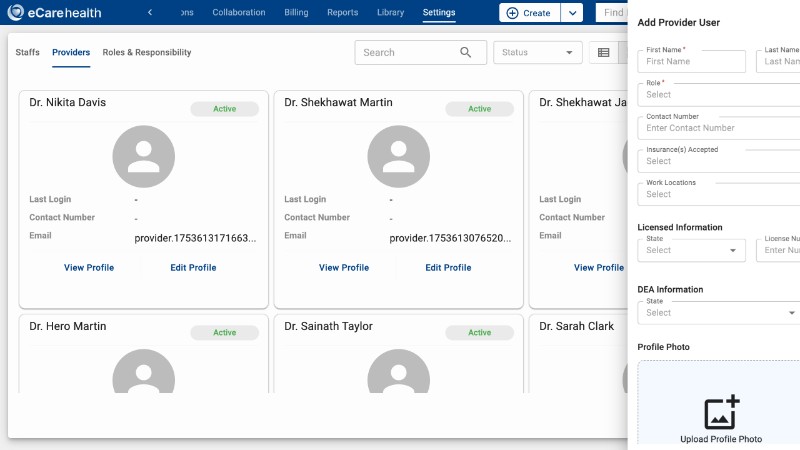 eCarehealth
ons Collaboration Billing Reports Library Settings
Create
Find
Staffs Providers Roles & Responsibility
Search
Status
Dr. Nikita Davis
Active
Last Login -
Contact Number -
Email provider.1753613171663...
View Profile Edit Profile
Dr. Shekhawat Martin
Active
Last Login -
Contact Number -
Email provider.1753613076520...
View Profile Edit Profile
Dr. Shekhawat Ja
Last Login
Contact Number
Email
View Profile
Dr. Hero Martin
Active
Dr. Sainath Taylor
Active
Dr. Sarah Clark
Add Provider User
First Name *
First Name
Last Name
Last Nam
Role *
Select
Contact Number
Enter Contact Number
Insurance(s) Accepted
Select
Work Locations
Select
Licensed Information
State
Select
License Nu
Enter Nu
DEA Information
State
Select
Profile Photo
Upload Profile Photo